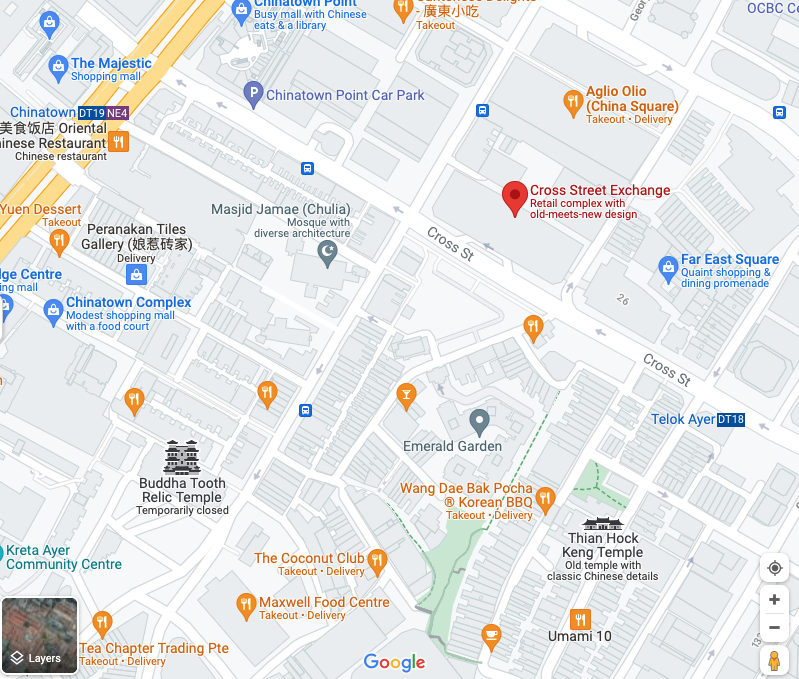 Chinatown Point
Busy mall with Chinese
eats & a library
- 廣東小吃
Takeout
OCBC
The Majestic
Shopping mall
Chinatown DT19 NE4
P
Chinatown Point Car Park
Aglio Olio
(China Square)
Takeout • Delivery
美食饭店 Oriental
Restaurant
Chinese restaurant
Cross Street Exchange
Retail complex with
old-meets-new design
Yuen Dessert
Takeout
Peranakan Tiles
Gallery (娘惹砖家)
Delivery
Masjid Jamae (Chulia)
Mosque with
diverse architecture
Cross St
Far East Square
Quaint shopping &
dining promenade
26
Centre
mall
Chinatown Complex
Modest shopping mall
with a food court
Cross St
Telok Ayer DT18
Emerald Garden
Buddha Tooth
Relic Temple
Temporarily closed
Wang Dae Bak Pocha
® Korean BBQ
Takeout • Delivery
Thian Hock
Keng Temple
Old temple with
classic Chinese details
Kreta Ayer
Community Centre
The Coconut Club
Takeout • Delivery
Maxwell Food Centre
Takeout • Delivery
Umami 10
Tea Chapter Trading Pte
Takeout • Delivery
Layers
Google